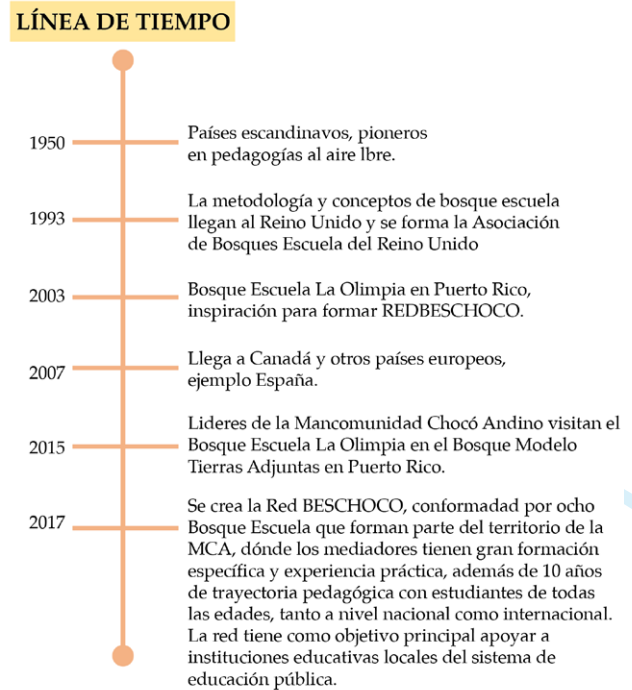 LÍNEA DE TIEMPO
1950
Países escandinavos, pioneros
en pedagogías al aire lbre.
1993
La metodología y conceptos de bosque escuela
llegan al Reino Unido y se forma la Asociación
de Bosques Escuela del Reino Unido
2003
Bosque Escuela La Olimpia en Puerto Rico,
inspiración para formar REDBESCHOCO.
2007
Llega a Canadá y otros países europeos,
ejemplo España.
2015
Lideres de la Mancomunidad Chocó Andino visitan el
Bosque Escuela La Olimpia en el Bosque Modelo
Tierras Adjuntas en Puerto Rico.
2017
Se crea la Red BESCHOCO, conformadad por ocho
Bosque Escuela que forman parte del territorio de la
MCA, dónde los mediadores tienen gran formación
específica y experiencia práctica, además de 10 años
de trayectoria pedagógica con estudiantes de todas
las edades, tanto a nivel nacional como internacional.
La red tiene como objetivo principal apoyar a
instituciones educativas locales del sistema de
educación pública.